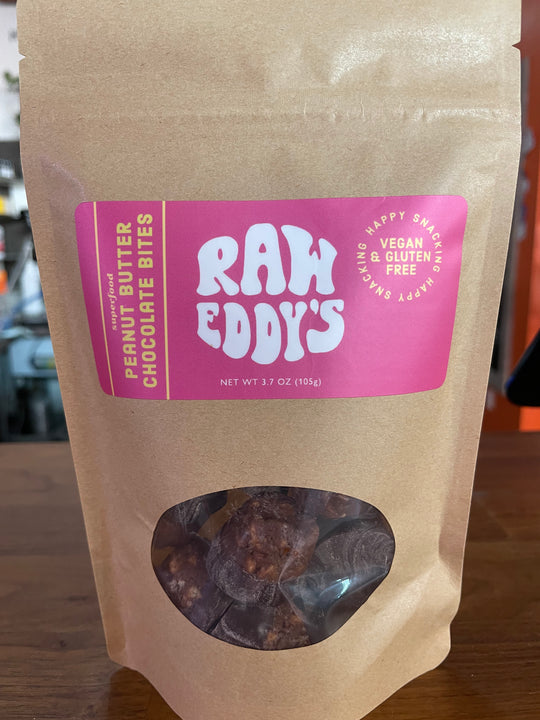 superfood
PEANUT BUTTER
CHOCOLATE BITES
RAW
EDDY'S
NET WT 3.7 OZ (105g)
HAPPY SNACKING HAPPY SNACKING
VEGAN
& GLUTEN
FREE